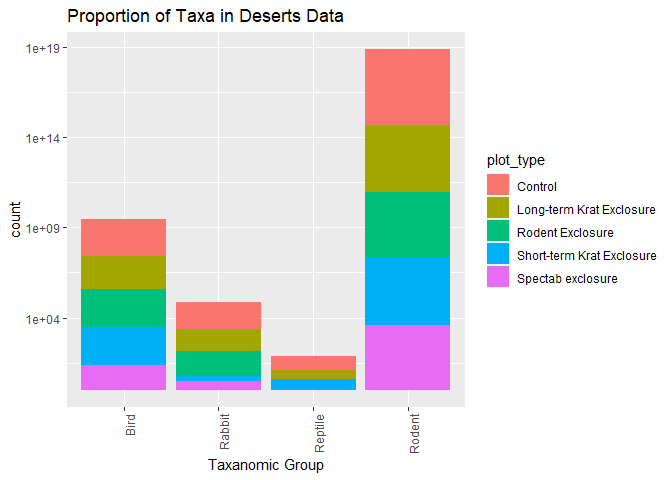 Proportion of Taxa in Deserts Data
1e+19
1e+14
1e+09
1e+04
count
Bird
Rabbit
Reptile
Rodent
Taxanomic Group
plot_type
Control
Long-term Krat Exclosure
Rodent Exclosure
Short-term Krat Exclosure
Spectab exclosure